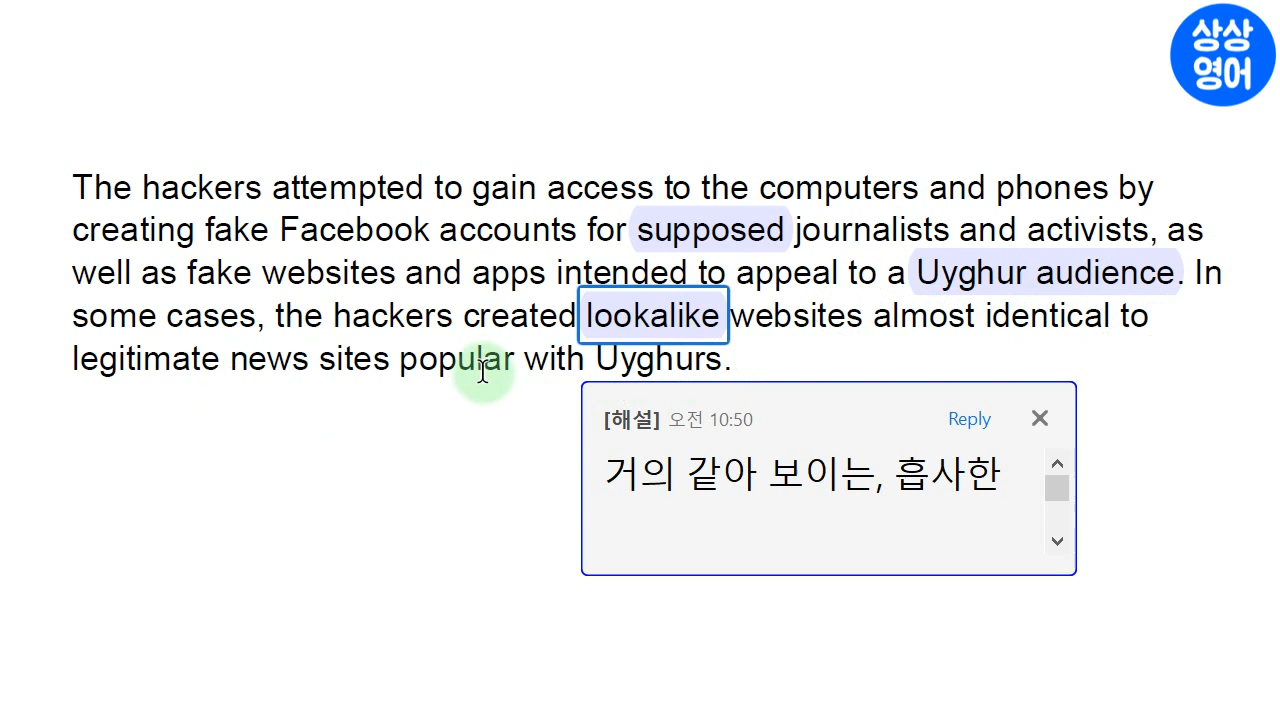 상상
영어
The hackers attempted to gain access to the computers and phones by
creating fake Facebook accounts for supposed journalists and activists, as
well as fake websites and apps intended to appeal to a Uyghur audience. In
some cases, the hackers created lookalike websites almost identical to
legitimate news sites popular with Uyghurs.
[해설] 오전 10:50 Reply
거의 같아 보이는, 흡사한